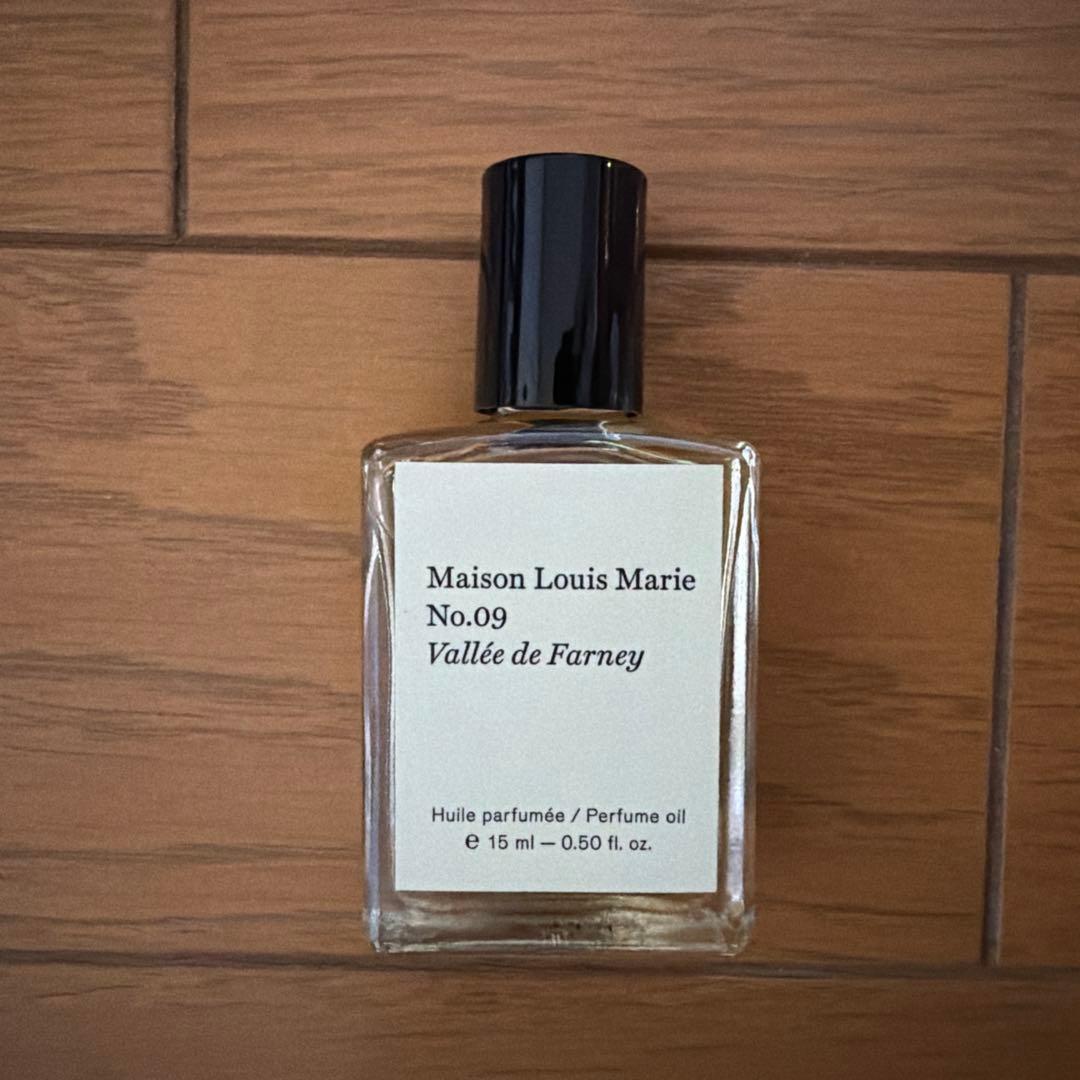 Maison Louis Marie
No.09
Vallée de Farney
Huile parfumée / Perfume oil
℮ 15 ml — 0.50 fl. oz.